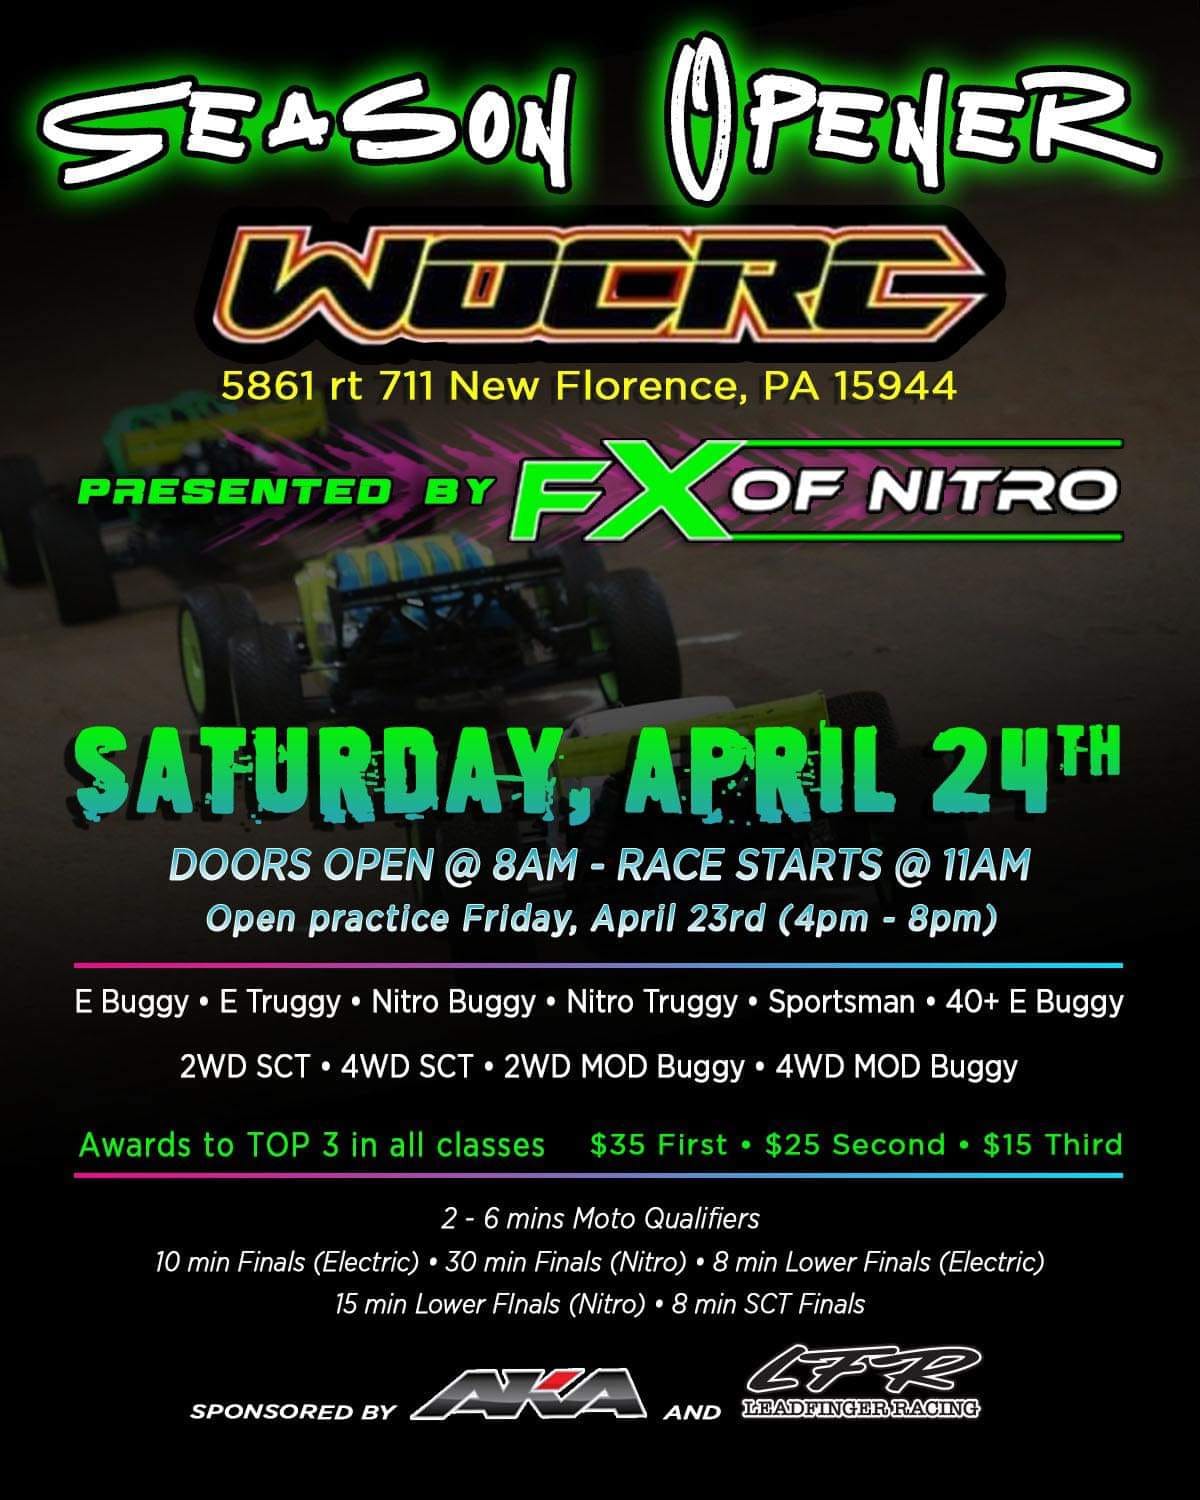 SEASON OPENER
WOCRC
5861 rt 711 New Florence, PA 15944
PRESENTED BY FX OF NITRO
SATURDAY, APRIL 24TH
DOORS OPEN @ 8AM - RACE STARTS @ 11AM
Open practice Friday, April 23rd (4pm - 8pm)
E Buggy • E Truggy • Nitro Buggy • Nitro Truggy • Sportsman • 40+ E Buggy
2WD SCT • 4WD SCT • 2WD MOD Buggy • 4WD MOD Buggy
Awards to TOP 3 in all classes $35 First • $25 Second • $15 Third
2 - 6 mins Moto Qualifiers
10 min Finals (Electric) • 30 min Finals (Nitro) • 8 min Lower Finals (Electric)
15 min Lower FInals (Nitro) • 8 min SCT Finals
SPONSORED BY AKA AND LFR
LEADFINGER RACING